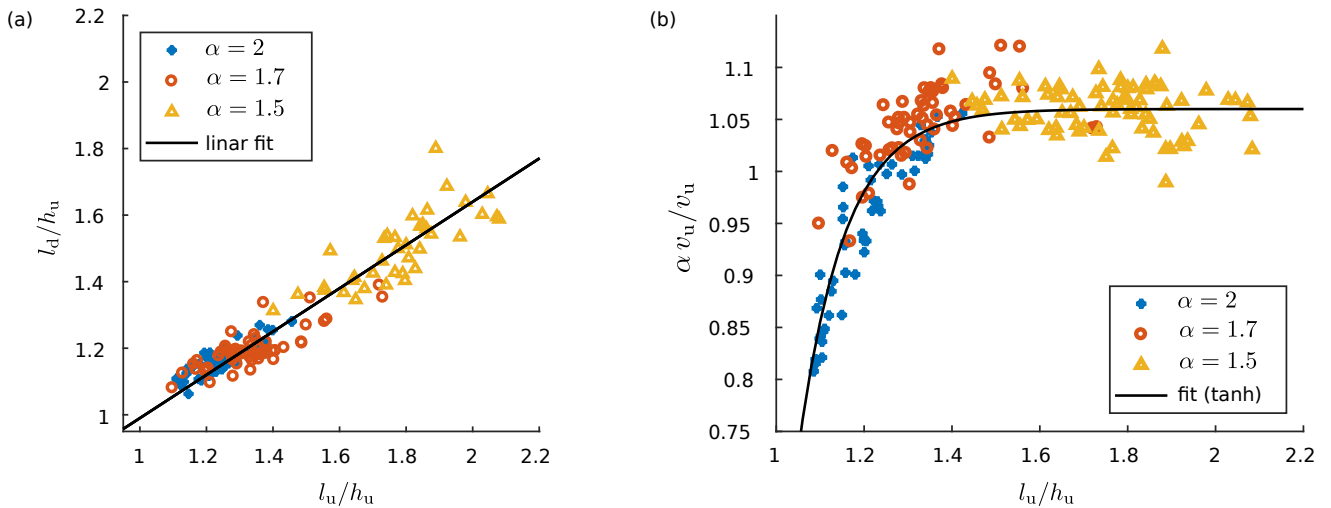 (a)
2.2
2
1.8
1.6
1.4
1.2
1
l_d/h_u
α = 2
α = 1.7
α = 1.5
linar fit
1 1.2 1.4 1.6 1.8 2 2.2
l_u/h_u
(b)
1.1
1.05
1
0.95
0.9
0.85
0.8
0.75
α v_u/v_u
α = 2
α = 1.7
α = 1.5
fit (tanh)
1 1.2 1.4 1.6 1.8 2 2.2
l_u/h_u